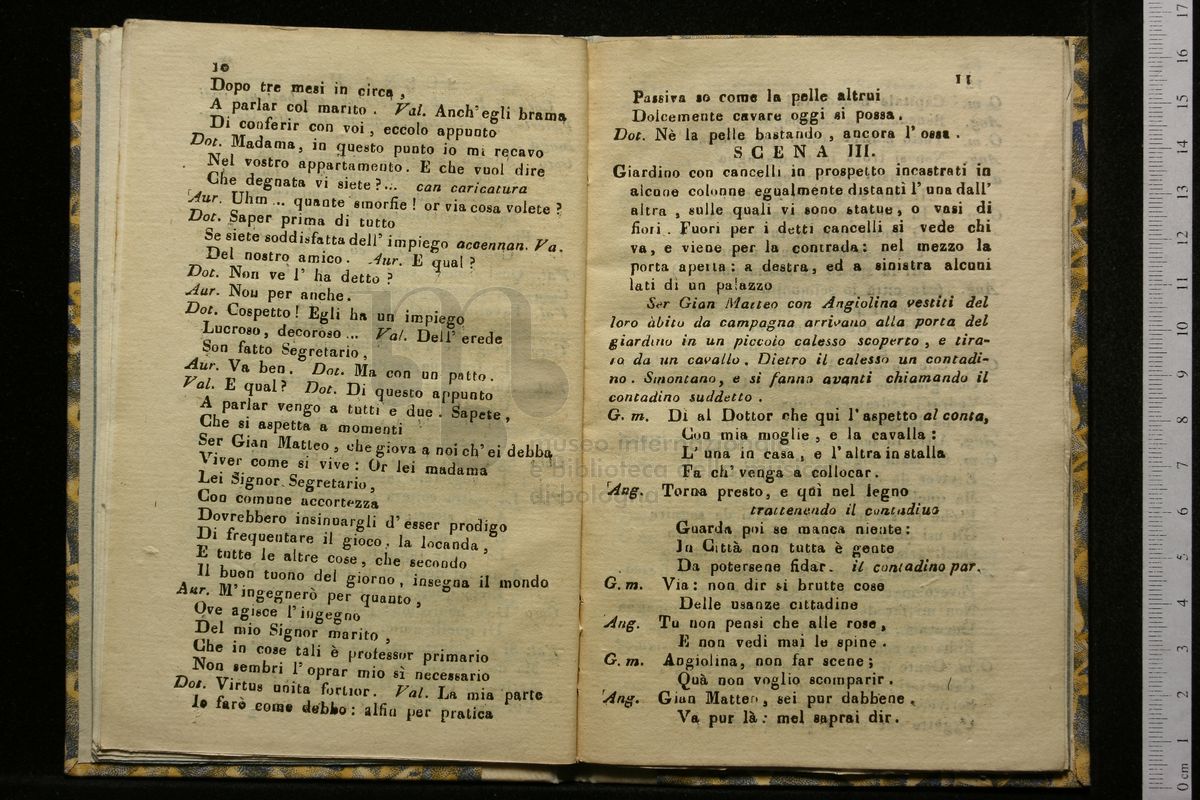 10
Dopo tre mesi in circa,
A parlar col marito. Val. Anch' egli brama
Di conferir con voi, eccolo appunto
Dot. Madama, in questo punto io mi recavo
Nel vostro appartamento. E che vuol dire
Che degnata vi siete?... con caricatura
Aur. Uhm... quante smorfie! or via cosa volete?
Dot. Saper prima di tutto
Se siete soddisfatta dell' impiego accennan. Va.
Del nostro amico. Aur. E qual?
Dot. Non ve l' ha detto?
Aur. Non per anche.
Dot. Cospetto! Egli ha un impiego
Lucroso, decoroso... Val. Dell' erede
Son fatto Segretario,
Aur. Va ben. Dot. Ma con un patto.
Val. E qual? Dot. Di questo appunto
A parlar vengo a tutti e due. Sapete,
Che si aspetta a momenti
Ser Gian Matteo, che giova a noi ch' ei debba
Viver come si vive: Or lei madama
Lei Signor Segretario,
Con comune accortezza
Dovrebbero insinuargli d' esser prodigo
Di frequentare il gioco, la locanda,
E tutte le altre cose, che secondo
Il buon tuono del giorno, insegna il mondo
Aur. M' ingegnerò per quanto,
Ove agisce l' ingegno
Del mio Signor marito,
Che in cose tali è professor primario
Non sembri l' oprar mio sì necessario
Dot. Virtus unita fortior. Val. La mia parte
Io farò come debbo: alfin per pratica
11
Passiva so come la pelle altrui
Dolcemente cavare oggi si possa.
Dot. Nè la pelle bastando, ancora l' ossa.
SCENA III.
Giardino con cancelli in prospetto incastrati in
alcune colonne egualmente distanti l' una dall'
altra, sulle quali vi sono statue, o vasi di
fiori. Fuori per i detti cancelli si vede chi
va, e viene per la contrada: nel mezzo la
porta aperta: a destra, ed a sinistra alcuni
lati di un palazzo
Ser Gian Matteo con Angiolina vestiti del
loro àbito da campagna arrivano alla porta del
giardino in un piccolo calesso scoperto, e tira-
to da un cavallo. Dietro il calesso un contadi-
no. Smontano, e si fanno avanti chiamando il
contadino suddetto.
G. m. Di al Dottor che qui l' aspetto al conta,
Con mia moglie, e la cavalla:
L' una in casa, e l' altra in stalla
Fa ch' venga a collocar.
Ang. Torna presto, e quì nel legno
trattenendo il contadino
Guarda poi se manca niente:
In Città non tutta è gente
Da potersene fidar. il contadino par.
G. m. Via: non dir sì brutte cose
Delle usanze cittadine
Ang. Tu non pensi che alle rose,
E non vedi mai le spine.
G. m. Angiolina, non far scene;
Quà non voglio scomparir.
Ang. Gian Matteo, sei pur dabbene,
Va pur là: mel saprai dir.
museo internazionale
e biblioteca della musica
di bologna